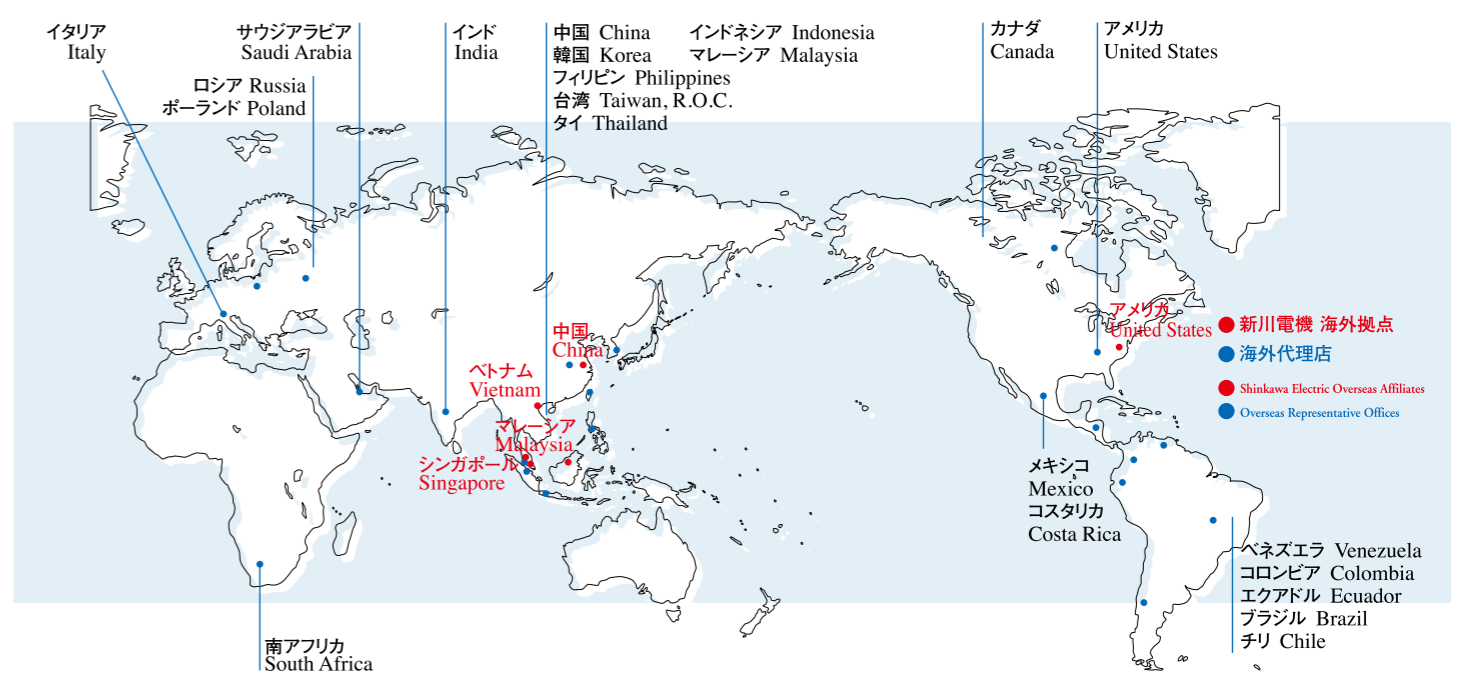 イタリア
Italy
サウジアラビア
Saudi Arabia
ロシア Russia
ポーランド Poland
インド
India
中国 China
韓国 Korea
フィリピン Philippines
台湾 Taiwan, R.O.C.
タイ Thailand
インドネシア Indonesia
マレーシア Malaysia
カナダ
Canada
アメリカ
United States
アメリカ
United States
中国
China
ベトナム
Vietnam
マレーシア
Malaysia
シンガポール
Singapore
新川電機 海外拠点
海外代理店
Shinkawa Electric Overseas Affiliates
Overseas Representative Offices
メキシコ
Mexico
コスタリカ
Costa Rica
ベネズエラ Venezuela
コロンビア Colombia
エクアドル Ecuador
ブラジル Brazil
チリ Chile
南アフリカ
South Africa